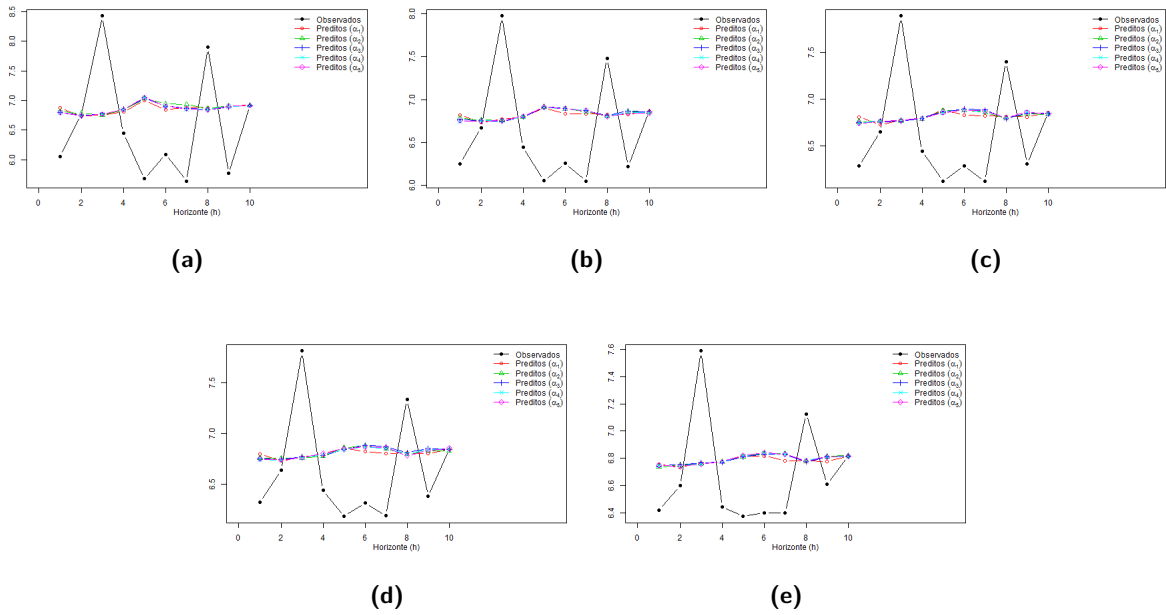 8.5
8.0
7.5
7.0
6.5
6.0
0 2 4 6 8 10
Horizonte (h)
Observados
Preditos (α₁)
Preditos (α₂)
Preditos (α₃)
Preditos (α₄)
Preditos (α₅)
(a)
8.0
7.5
7.0
6.5
6.0
0 2 4 6 8 10
Horizonte (h)
Observados
Preditos (α₁)
Preditos (α₂)
Preditos (α₃)
Preditos (α₄)
Preditos (α₅)
(b)
7.5
7.0
6.5
0 2 4 6 8 10
Horizonte (h)
Observados
Preditos (α₁)
Preditos (α₂)
Preditos (α₃)
Preditos (α₄)
Preditos (α₅)
(c)
7.5
7.0
6.5
0 2 4 6 8 10
Horizonte (h)
Observados
Preditos (α₁)
Preditos (α₂)
Preditos (α₃)
Preditos (α₄)
Preditos (α₅)
(d)
7.6
7.4
7.2
7.0
6.8
6.6
6.4
0 2 4 6 8 10
Horizonte (h)
Observados
Preditos (α₁)
Preditos (α₂)
Preditos (α₃)
Preditos (α₄)
Preditos (α₅)
(e)